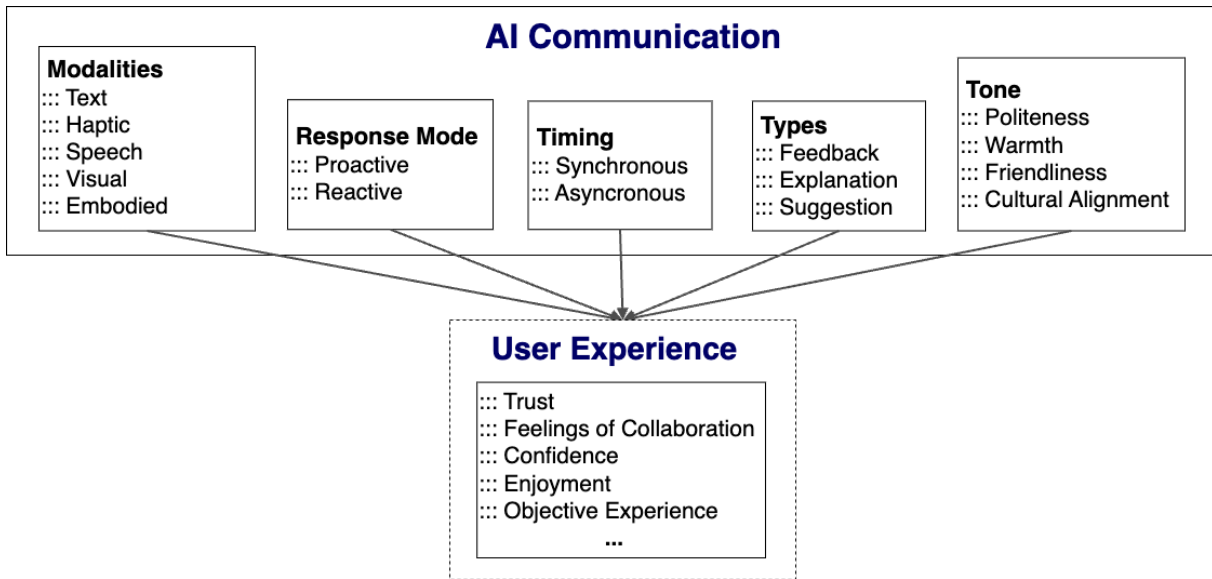 AI Communication
Modalities
::: Text
::: Haptic
::: Speech
::: Visual
::: Embodied
Response Mode
::: Proactive
::: Reactive
Timing
::: Synchronous
::: Asyncronous
Types
::: Feedback
::: Explanation
::: Suggestion
Tone
::: Politeness
::: Warmth
::: Friendliness
::: Cultural Alignment
User Experience
::: Trust
::: Feelings of Collaboration
::: Confidence
::: Enjoyment
::: Objective Experience
...